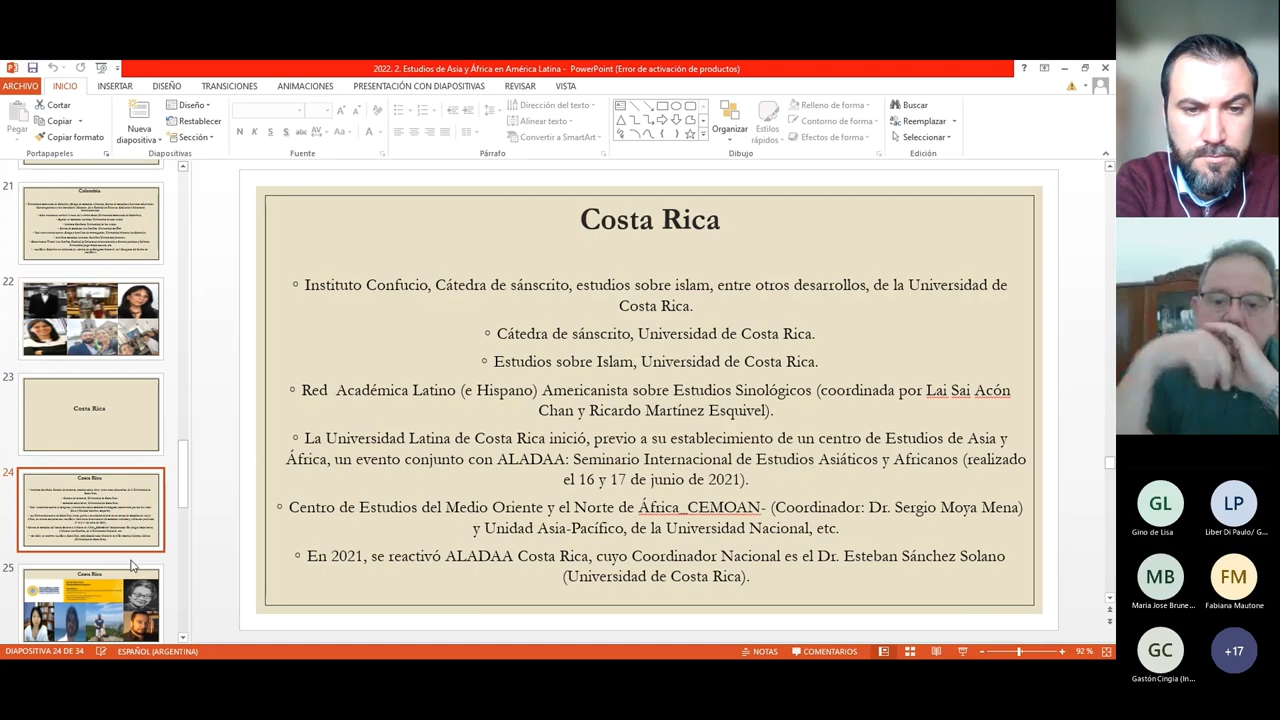 2022. 2. Estudios de Asia y África en América Latina - PowerPoint (Error de activación de productos)
ARCHIVO INICIO INSERTAR DISEÑO TRANSICIONES ANIMACIONES PRESENTACIÓN CON DIAPOSITIVAS REVISAR VISTA
Pegar
Cortar
Copiar
Copiar formato
Portapapeles
Nueva
diapositiva
Diseño
Restablecer
Sección
Diapositivas
N K S S abc AV Aa A
Fuente
Dirección del texto
Alinear texto
Convertir a SmartArt
Párrafo
Organizar
Estilos
rápidos
Relleno de forma
Contorno de forma
Efectos de forma
Dibujo
Buscar
Reemplazar
Seleccionar
Edición
21
Colombia
22
23
Costa Rica
24
Costa Rica
25
Costa Rica
Costa Rica
◦ Instituto Confucio, Cátedra de sánscrito, estudios sobre islam, entre otros desarrollos, de la Universidad de
Costa Rica.
◦ Cátedra de sánscrito, Universidad de Costa Rica.
◦ Estudios sobre Islam, Universidad de Costa Rica.
◦ Red Académica Latino (e Hispano) Americanista sobre Estudios Sinológicos (coordinada por Lai Sai Acón
Chan y Ricardo Martínez Esquivel).
◦ La Universidad Latina de Costa Rica inició, previo a su establecimiento de un centro de Estudios de Asia y
África, un evento conjunto con ALADAA: Seminario Internacional de Estudios Asiáticos y Africanos (realizado
el 16 y 17 de junio de 2021).
◦ Centro de Estudios del Medio Oriente y el Norte de África_CEMOAN- (Coordinador: Dr. Sergio Moya Mena)
y Unidad Asia-Pacífico, de la Universidad Nacional, etc.
◦ En 2021, se reactivó ALADAA Costa Rica, cuyo Coordinador Nacional es el Dr. Esteban Sánchez Solano
(Universidad de Costa Rica).
DIAPOSITIVA 24 DE 34 ESPAÑOL (ARGENTINA) NOTAS COMENTARIOS 92 %
GL LP
Gino de Lisa Liber Di Paulo/ G...
MB FM
Maria Jose Brune... Fabiana Mautone
GC +17
Gastón Cingia (In...